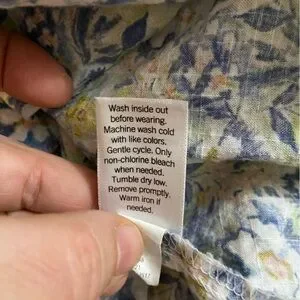 Wash inside out
before wearing.
Machine wash cold
with like colors.
Gentle cycle. Only
non-chlorine bleach
when needed.
Tumble dry low.
Remove promptly.
Warm iron if
needed.